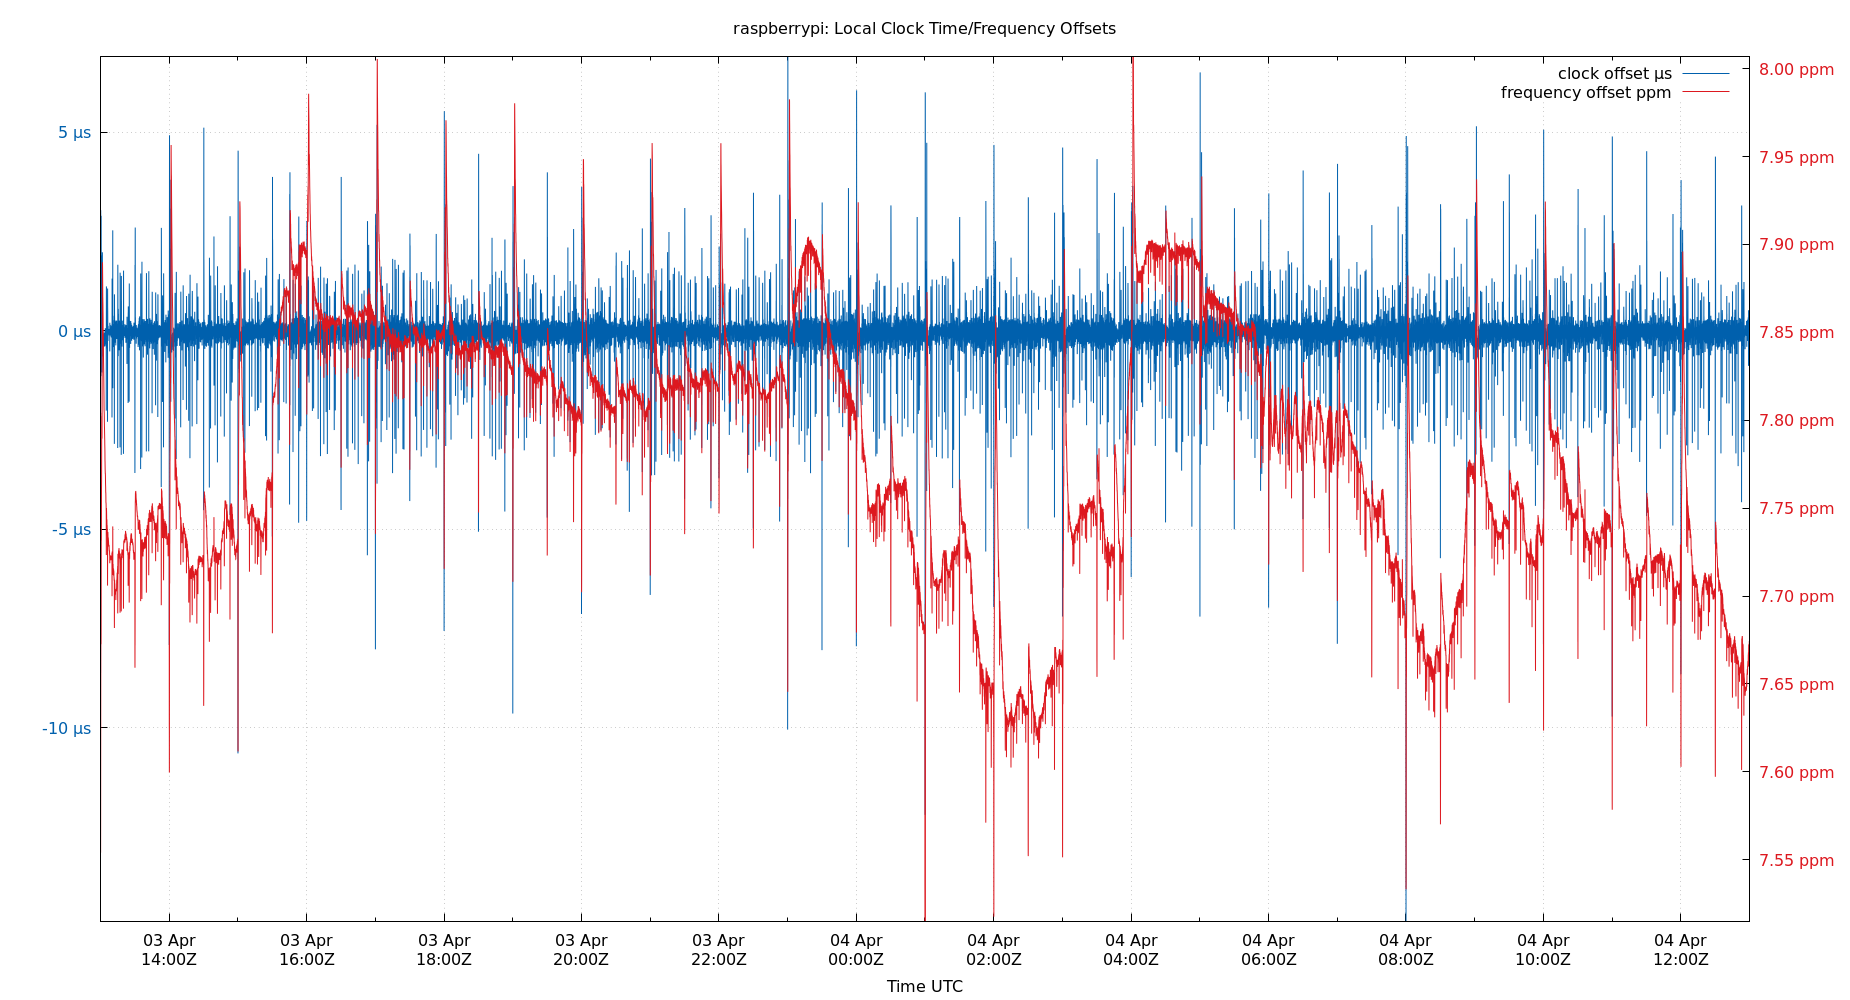 raspberrypi: Local Clock Time/Frequency Offsets
clock offset µs
frequency offset ppm
5 µs
0 µs
-5 µs
-10 µs
8.00 ppm
7.95 ppm
7.90 ppm
7.85 ppm
7.80 ppm
7.75 ppm
7.70 ppm
7.65 ppm
7.60 ppm
7.55 ppm
03 Apr 03 Apr 03 Apr 03 Apr 03 Apr 04 Apr 04 Apr 04 Apr 04 Apr 04 Apr 04 Apr 04 Apr
14:00Z 16:00Z 18:00Z 20:00Z 22:00Z 00:00Z 02:00Z 04:00Z 06:00Z 08:00Z 10:00Z 12:00Z
Time UTC